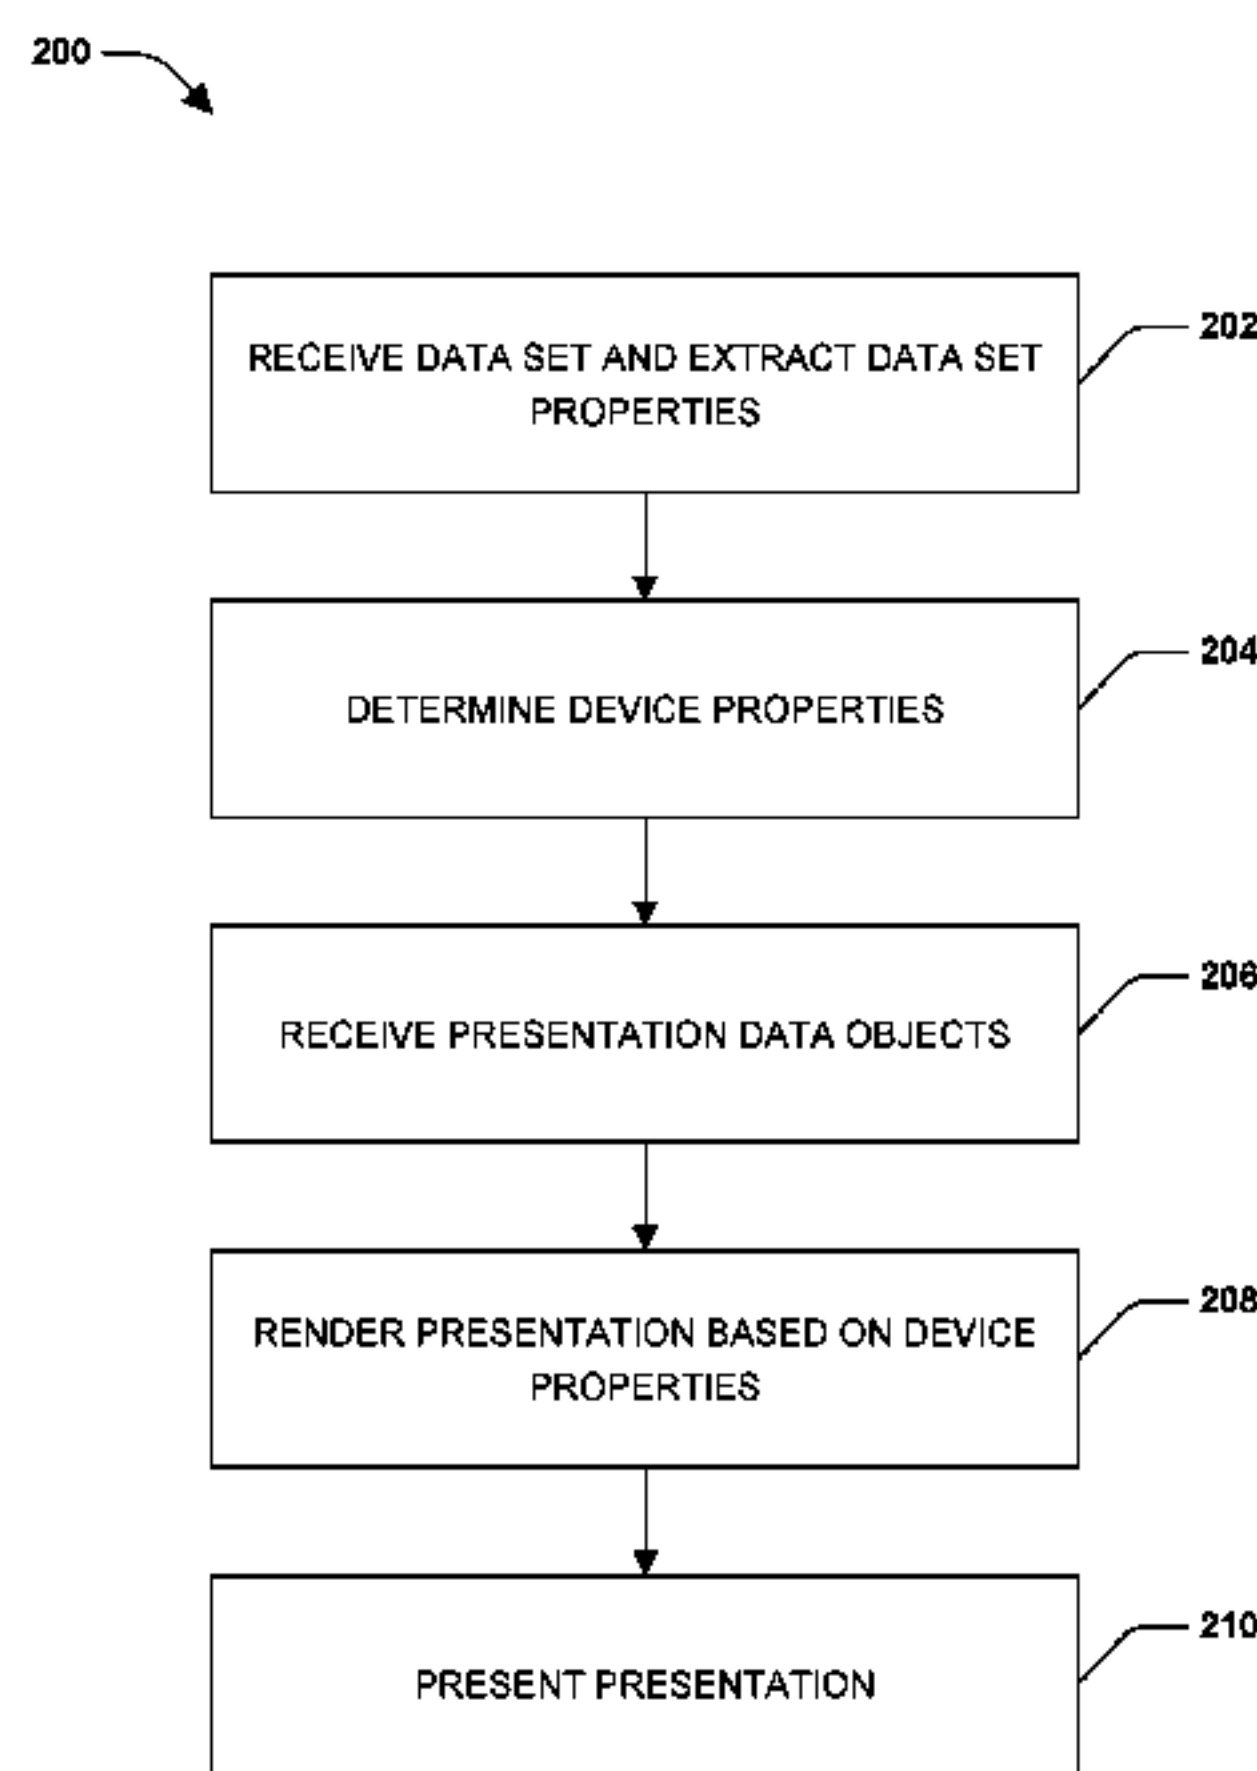 200
RECEIVE DATA SET AND EXTRACT DATA SET
PROPERTIES
202
DETERMINE DEVICE PROPERTIES
204
RECEIVE PRESENTATION DATA OBJECTS
206
RENDER PRESENTATION BASED ON DEVICE
PROPERTIES
208
PRESENT PRESENTATION
210